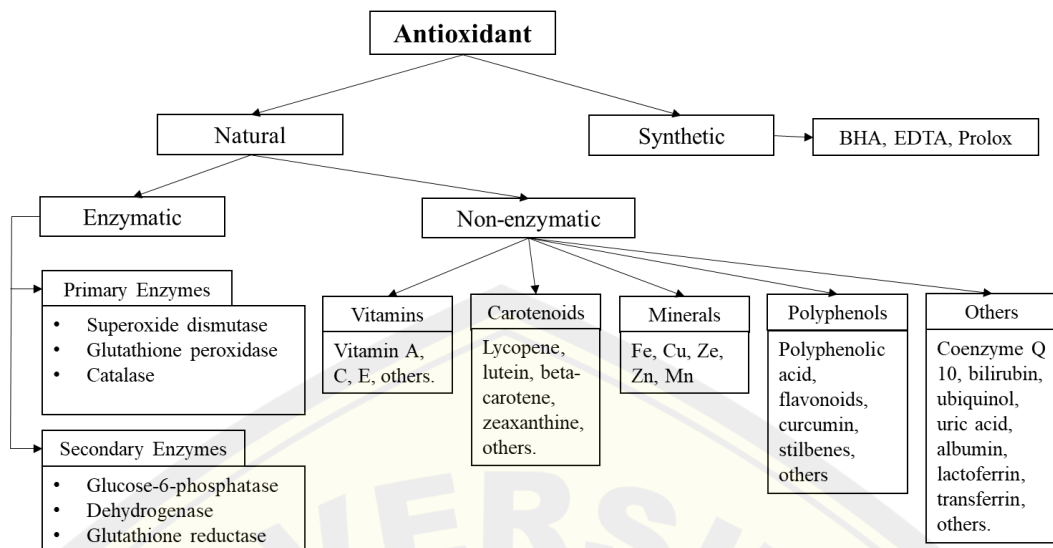 Antioxidant
Natural
Synthetic
BHA, EDTA, Prolox
Enzymatic
Non-enzymatic
Primary Enzymes
• Superoxide dismutase
• Glutathione peroxidase
• Catalase
Secondary Enzymes
• Glucose-6-phosphatase
• Dehydrogenase
• Glutathione reductase
Vitamins
Vitamin A,
C, E, others.
Carotenoids
Lycopene,
lutein, beta-
carotene,
zeaxanthine,
others.
Minerals
Fe, Cu, Ze,
Zn, Mn
Polyphenols
Polyphenolic
acid,
flavonoids,
curcumin,
stilbenes,
others
Others
Coenzyme Q
10, bilirubin,
ubiquinol,
uric acid,
albumin,
lactoferrin,
transferrin,
others.